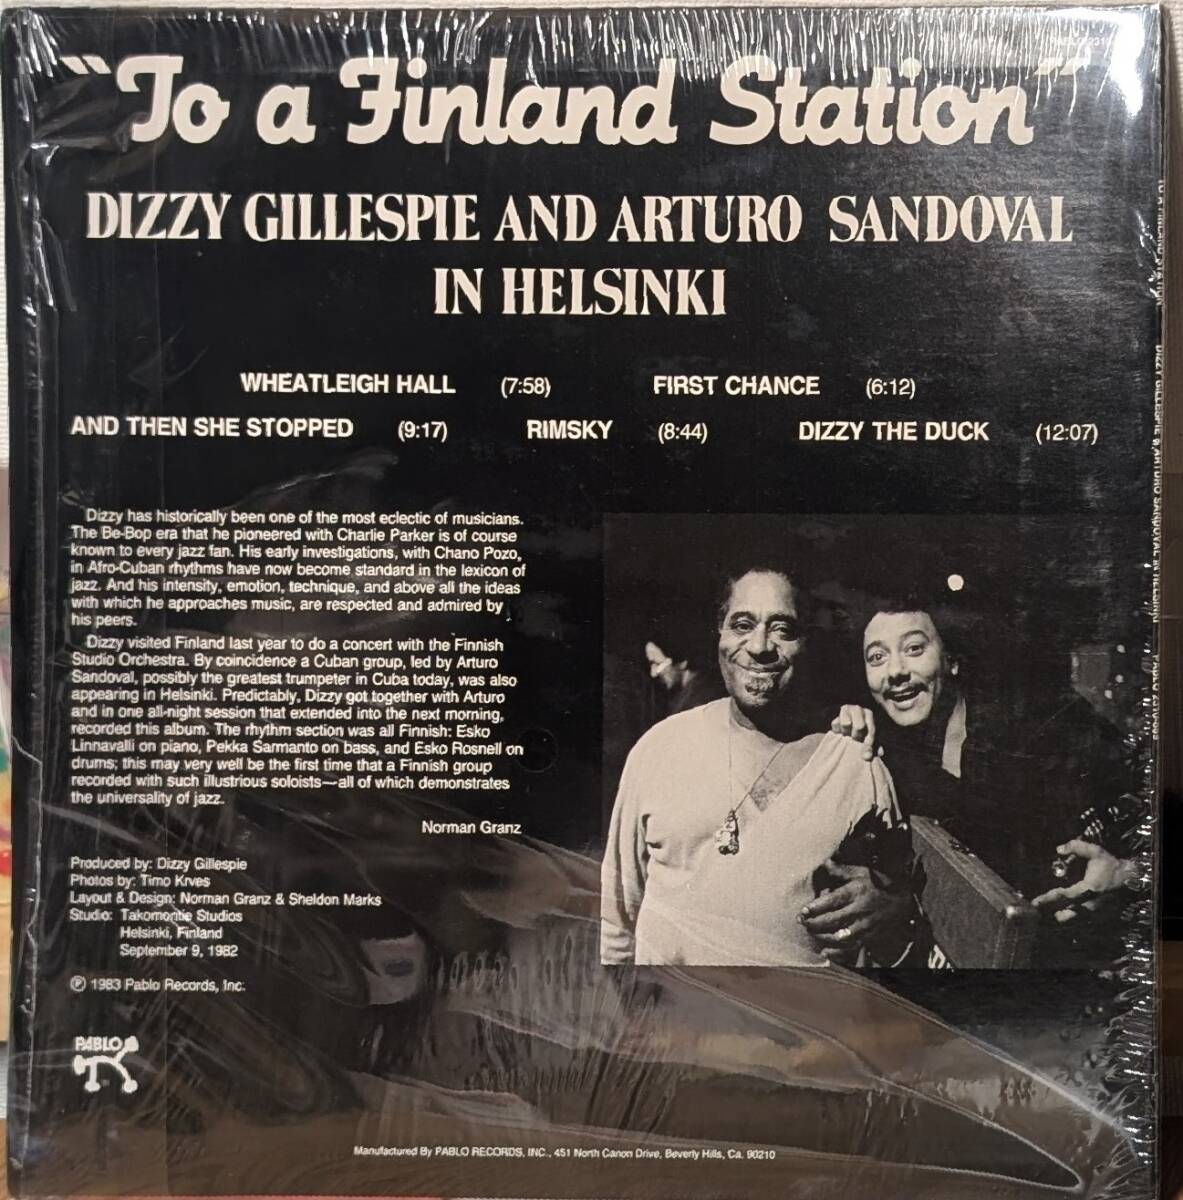 "To a Finland Station"
DIZZY GILLESPIE AND ARTURO SANDOVAL
IN HELSINKI
WHEATLEIGH HALL (7:58) FIRST CHANCE (6:12)
AND THEN SHE STOPPED (9:17) RIMSKY (8:44) DIZZY THE DUCK (12:07)
Dizzy has historically been one of the most eclectic of musicians.
The Be-Bop era that he pioneered with Charlie Parker is of course
known to every jazz fan. His early investigations, with Chano Pozo,
in Afro-Cuban rhythms have now become standard in the lexicon of
jazz. And his intensity, emotion, technique, and above all the ideas
with which he approaches music, are respected and admired by
his peers.
Dizzy visited Finland last year to do a concert with the Finnish
Studio Orchestra. By coincidence a Cuban group, led by Arturo
Sandoval, possibly the greatest trumpeter in Cuba today, was also
appearing in Helsinki. Predictably, Dizzy got together with Arturo
and in one all-night session that extended into the next morning,
recorded this album. The rhythm section was all Finnish: Esko
Linnavalli on piano, Pekka Sarmanto on bass, and Esko Rosnell on
drums; this may very well be the first time that a Finnish group
recorded with such illustrious soloists—all of which demonstrates
the universality of jazz.
Norman Granz
Produced by: Dizzy Gillespie
Photos by: Timo Krves
Layout & Design: Norman Granz & Sheldon Marks
Studio: Takomontie Studios
Helsinki, Finland
September 9, 1982
℗ 1983 Pablo Records, Inc.
PABLO
Manufactured By PABLO RECORDS, INC., 451 North Canon Drive, Beverly Hills, Ca. 90210
TO A FINLAND STATION DIZZY GILLESPIE & ARTURO SANDOVAL IN HELSINKI